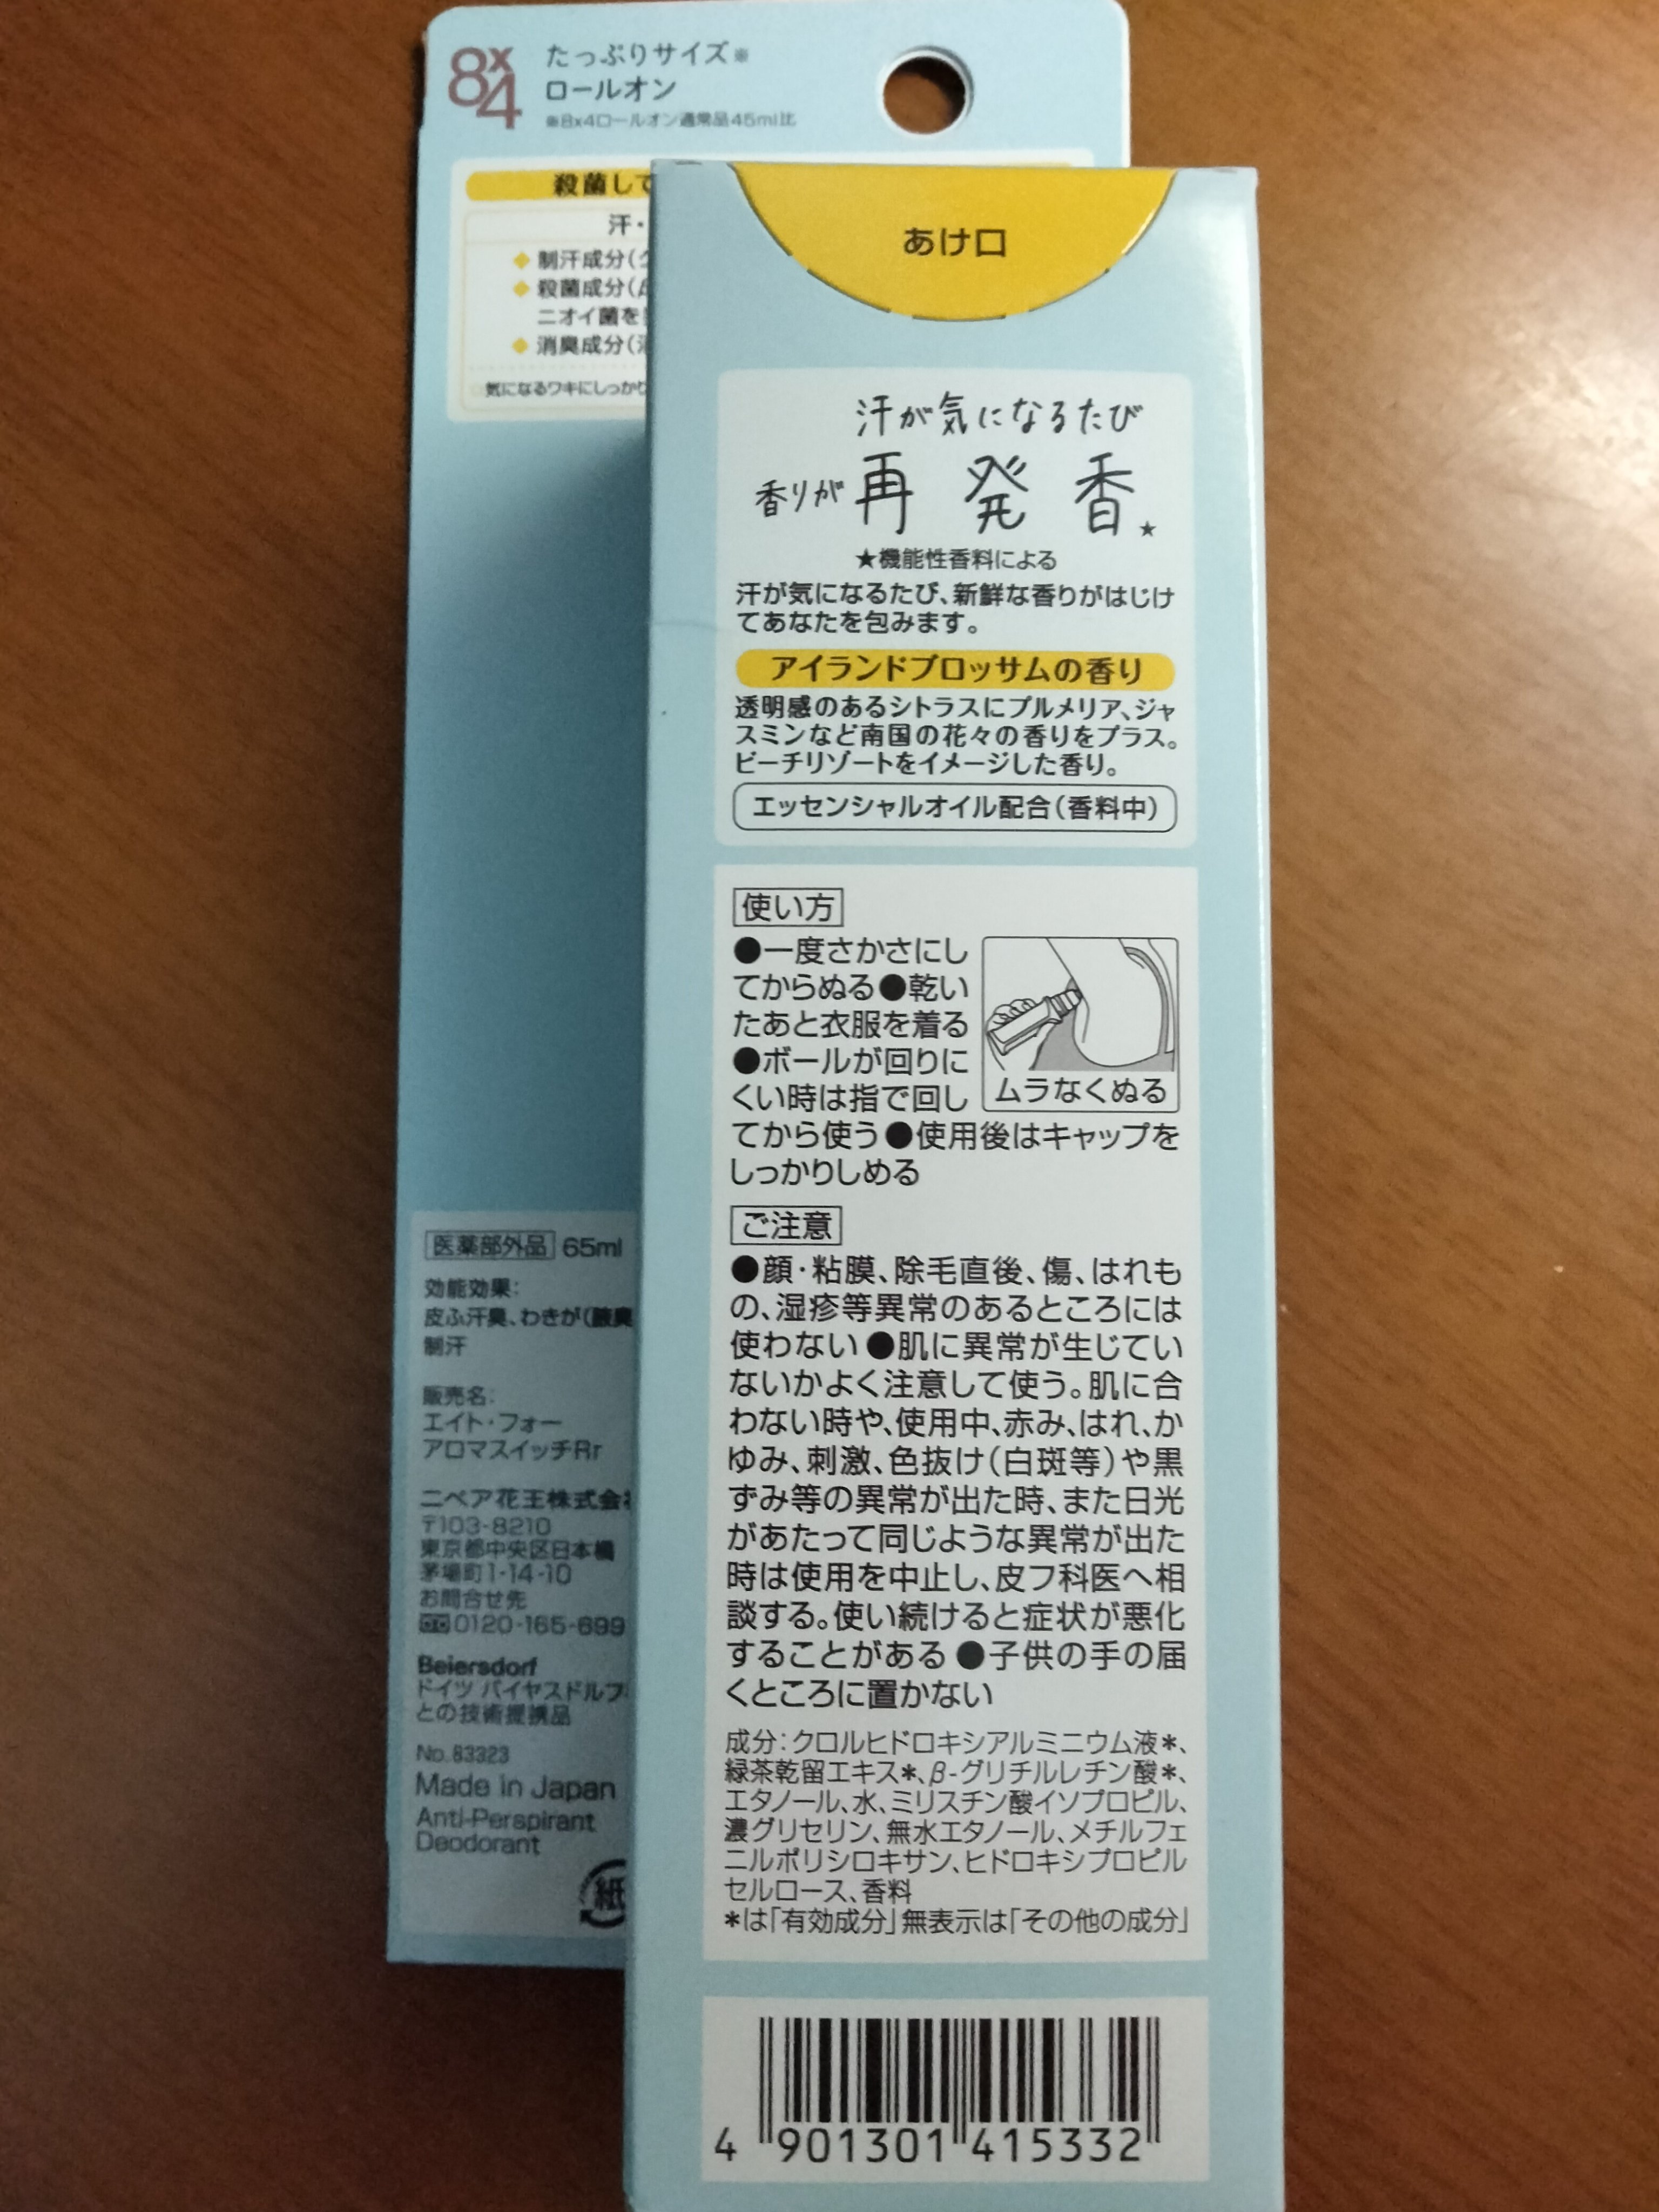 8x4
たっぷりサイズ※
ロールオン
※8x4ロールオン通常品45ml比
殺菌して
汗・
制汗成分(ク
殺菌成分(β
ニオイ菌を
消臭成分(
気になるワキにしっかり
医薬部外品 65ml
効能効果:
皮ふ汗臭、わきが(腋臭
制汗
販売名:
エイト・フォー
アロマスイッチRr
ニベア花王株式会社
〒103-8210
東京都中央区日本橋
茅場町1-14-10
お問合せ先
0120-165-699
Beiersdorf
ドイツ バイヤスドルフ
との技術提携品
No.83323
Made in Japan
Anti-Perspirant
Deodorant
紙
あけ口
汗が気になるたび
香りが再発香★
★機能性香料による
汗が気になるたび、新鮮な香りがはじけ
てあなたを包みます。
アイランドブロッサムの香り
透明感のあるシトラスにプルメリア、ジャ
スミンなど南国の花々の香りをプラス。
ビーチリゾートをイメージした香り。
エッセンシャルオイル配合(香料中)
使い方
●一度さかさにし
てからぬる●乾い
たあと衣服を着る
●ボールが回りに
くい時は指で回し
てから使う●使用後はキャップを
しっかりしめる
ムラなくぬる
ご注意
●顔・粘膜、除毛直後、傷、はれも
の、湿疹等異常のあるところには
使わない●肌に異常が生じてい
ないかよく注意して使う。肌に合
わない時や、使用中、赤み、はれ、か
ゆみ、刺激、色抜け(白斑等)や黒
ずみ等の異常が出た時、また日光
があたって同じような異常が出た
時は使用を中止し、皮フ科医へ相
談する。使い続けると症状が悪化
することがある●子供の手の届
くところに置かない
成分:クロルヒドロキシアルミニウム液＊、
緑茶乾留エキス＊、β-グリチルレチン酸＊、
エタノール、水、ミリスチン酸イソプロピル、
濃グリセリン、無水エタノール、メチルフェ
ニルポリシロキサン、ヒドロキシプロピル
セルロース、香料
＊は「有効成分」無表示は「その他の成分」
4 901301 415332